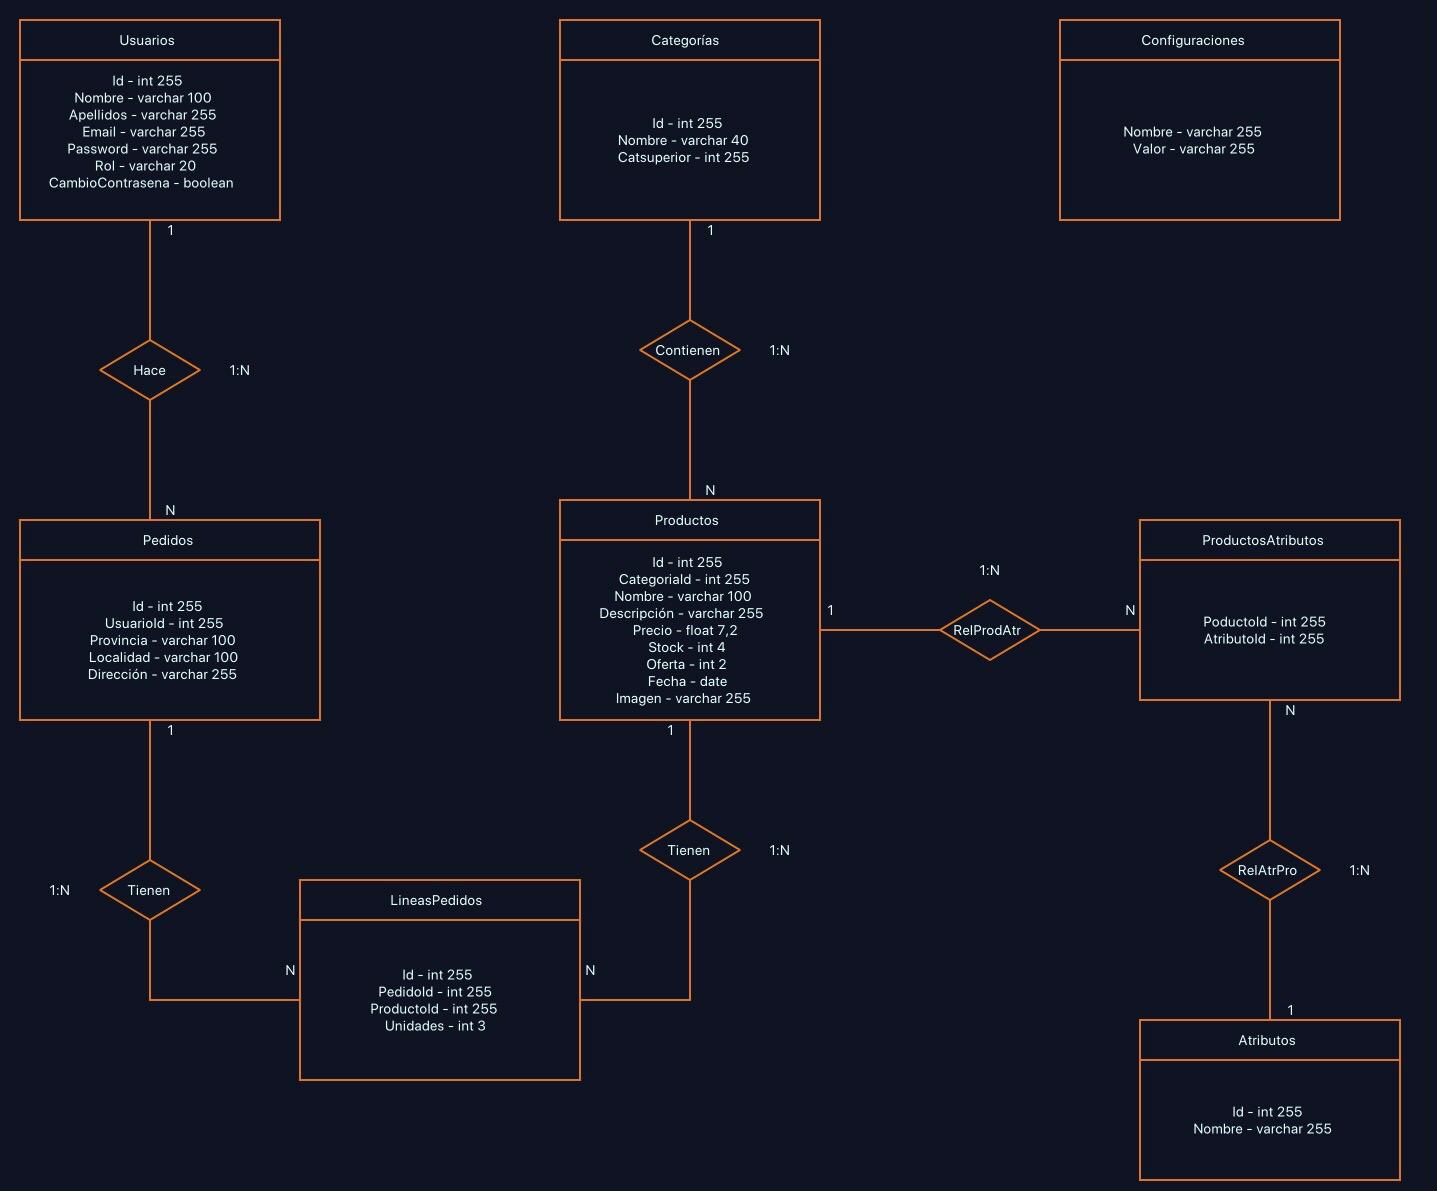 Usuarios
Id - int 255
Nombre - varchar 100
Apellidos - varchar 255
Email - varchar 255
Password - varchar 255
Rol - varchar 20
CambioContrasena - boolean
1
Categorías
Id - int 255
Nombre - varchar 40
Catsuperior - int 255
1
Configuraciones
Nombre - varchar 255
Valor - varchar 255
Hace
1:N
Contienen
1:N
N
Pedidos
Id - int 255
UsuarioId - int 255
Provincia - varchar 100
Localidad - varchar 100
Dirección - varchar 255
1
N
Productos
Id - int 255
CategoriaId - int 255
Nombre - varchar 100
Descripción - varchar 255
Precio - float 7,2
Stock - int 4
Oferta - int 2
Fecha - date
Imagen - varchar 255
1
1
1:N
RelProdAtr
N
ProductosAtributos
PoductoId - int 255
AtributoId - int 255
N
1:N
Tienen
Tienen
1:N
RelAtrPro
1:N
N
LineasPedidos
Id - int 255
PedidoId - int 255
ProductoId - int 255
Unidades - int 3
N
1
Atributos
Id - int 255
Nombre - varchar 255